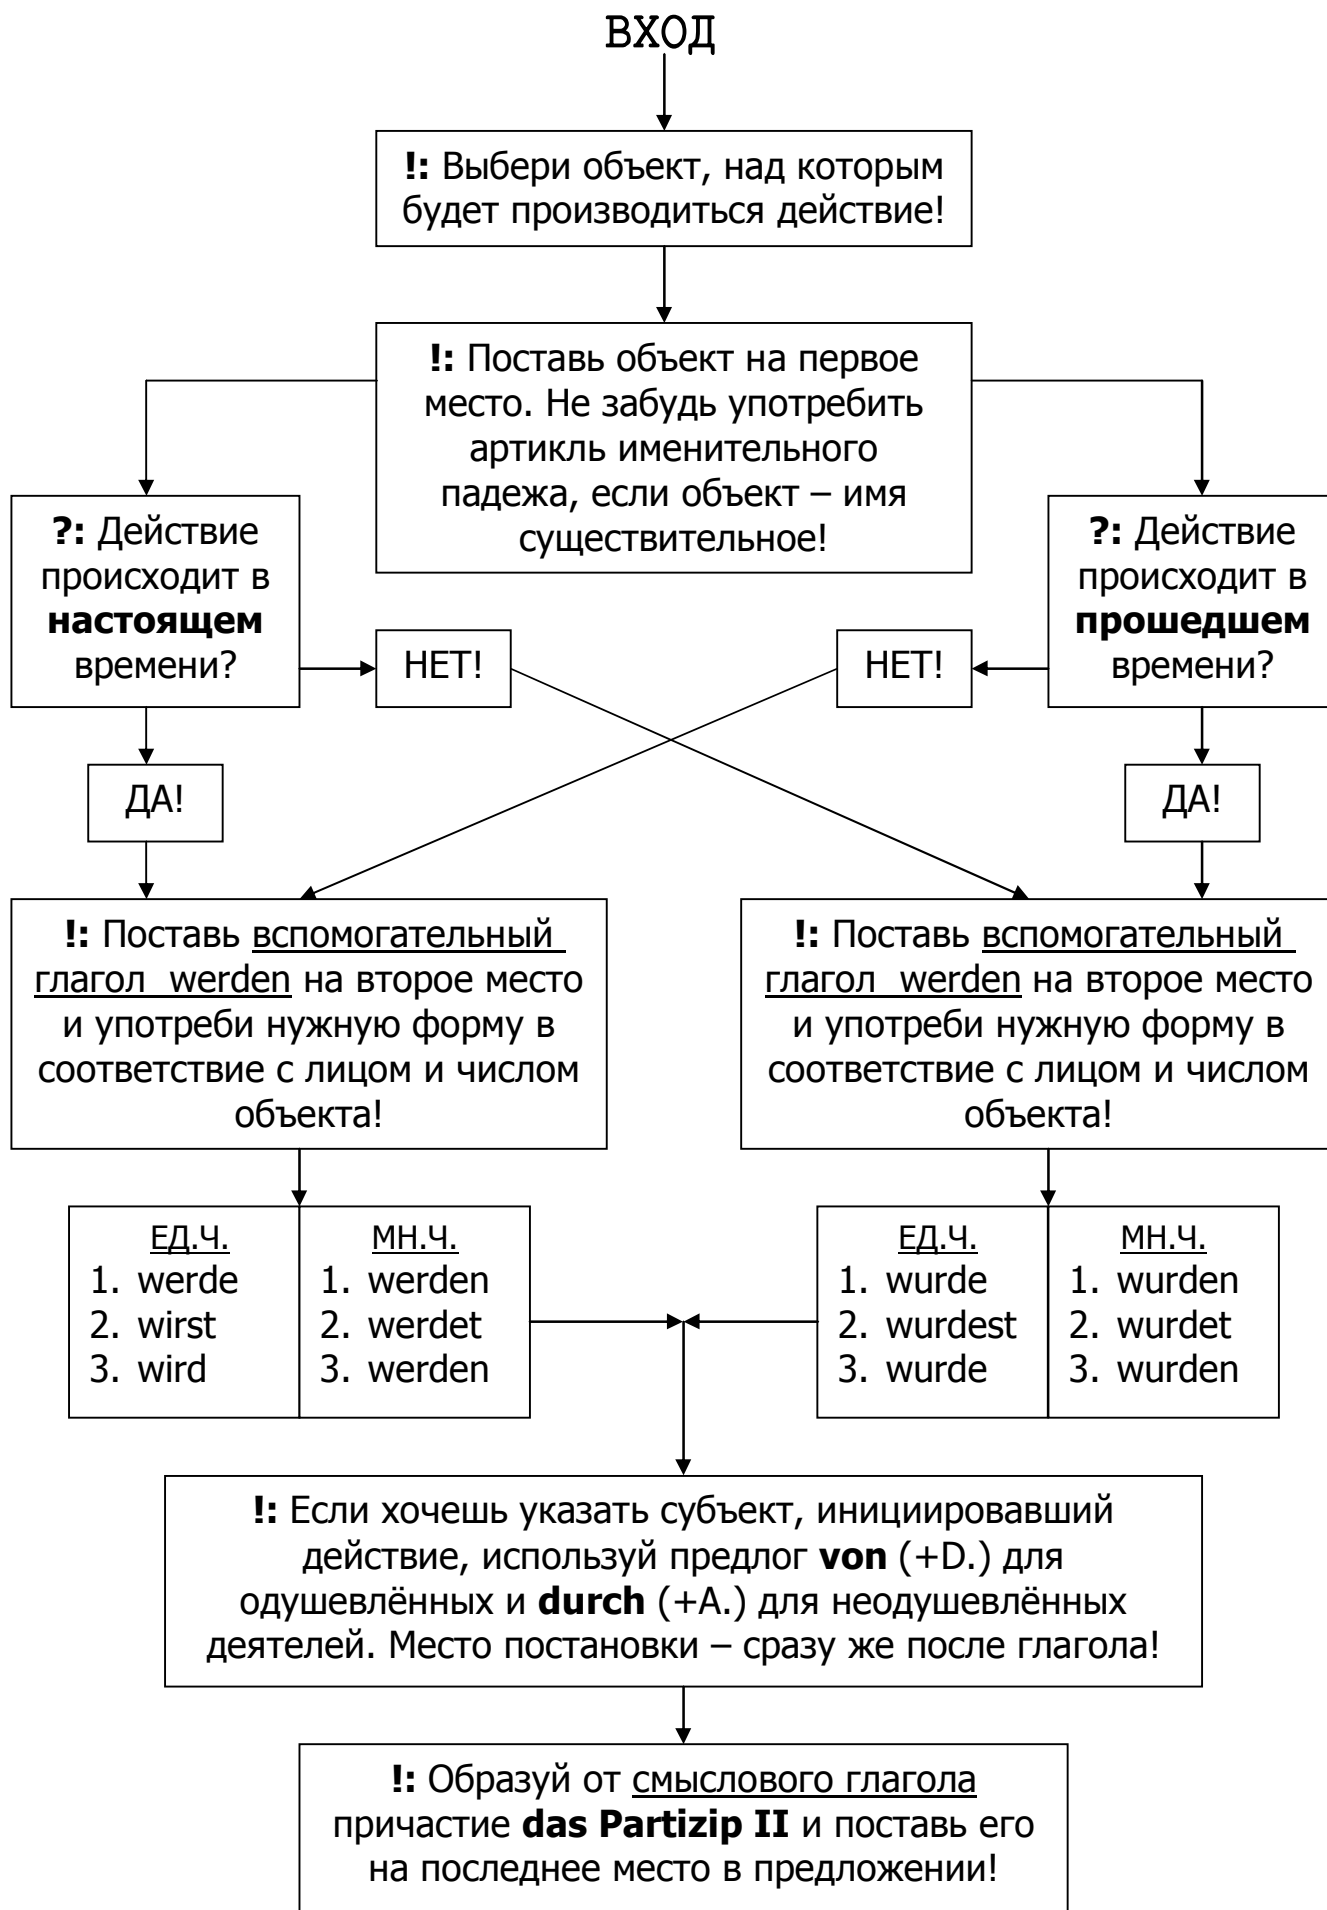 ВХОД
!: Выбери объект, над которым
будет производиться действие!
!: Поставь объект на первое
место. Не забудь употребить
артикль именительного
падежа, если объект – имя
существительное!
?: Действие
происходит в
настоящем
времени?
?: Действие
происходит в
прошедшем
времени?
НЕТ!
НЕТ!
ДА!
ДА!
!: Поставь вспомогательный
глагол werden на второе место
и употреби нужную форму в
соответствие с лицом и числом
объекта!
!: Поставь вспомогательный
глагол werden на второе место
и употреби нужную форму в
соответствие с лицом и числом
объекта!
ЕД.Ч.
1. werde
2. wirst
3. wird
МН.Ч.
1. werden
2. werdet
3. werden
ЕД.Ч.
1. wurde
2. wurdest
3. wurde
МН.Ч.
1. wurden
2. wurdet
3. wurden
!: Если хочешь указать субъект, инициировавший
действие, используй предлог von (+D.) для
одушевлённых и durch (+A.) для неодушевлённых
деятелей. Место постановки – сразу же после глагола!
!: Образуй от смыслового глагола
причастие das Partizip II и поставь его
на последнее место в предложении!